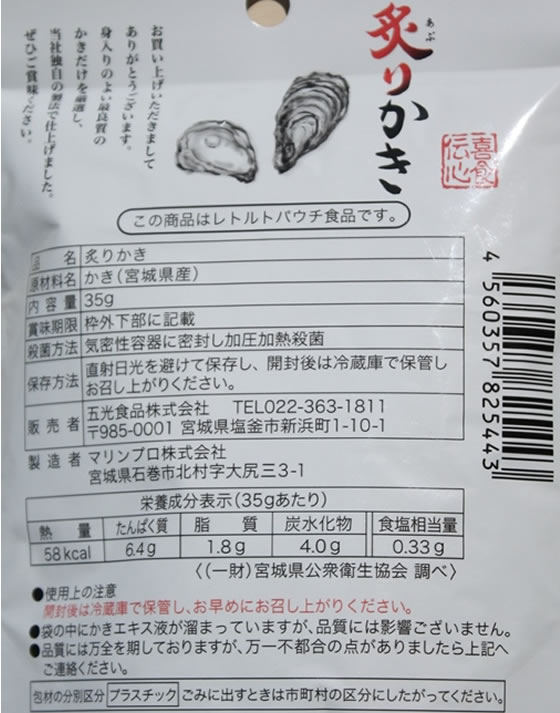 お買い上げいただきまして
ありがとうございます。
身入りのよい最良質の
かきだけを厳選し、
当社独自の製法で仕上げました。
ぜひご賞味ください。
あぶ
炙りかき
喜食
伝心
この商品はレトルトパウチ食品です。
品名 炙りかき
原材料名 かき(宮城県産)
内容量 35g
賞味期限 枠外下部に記載
殺菌方法 気密性容器に密封し加圧加熱殺菌
保存方法 直射日光を避けて保存し、開封後は冷蔵庫で保管し
お召し上がりください。
販売者 五光食品株式会社 TEL022-363-1811
〒985-0001 宮城県塩釜市新浜町1-10-1
製造者 マリンプロ株式会社
宮城県石巻市北村字大尻三3-1
栄養成分表示(35gあたり)
熱量 たんぱく質 脂質 炭水化物 食塩相当量
58kcal 6.4g 1.8g 4.0g 0.33g
〈(一財)宮城県公衆衛生協会 調べ〉
●使用上の注意
開封後は冷蔵庫で保管し、お早めにお召し上がりください。
●袋の中にかきエキス液が溜まっていますが、品質には影響ございません。
●品質には万全を期しておりますが、万一不都合の点がありましたら上記へ
ご連絡ください。
包材の分別区分 プラスチック ごみに出すときは市町村の区分にしたがってください。
4 560357 825443